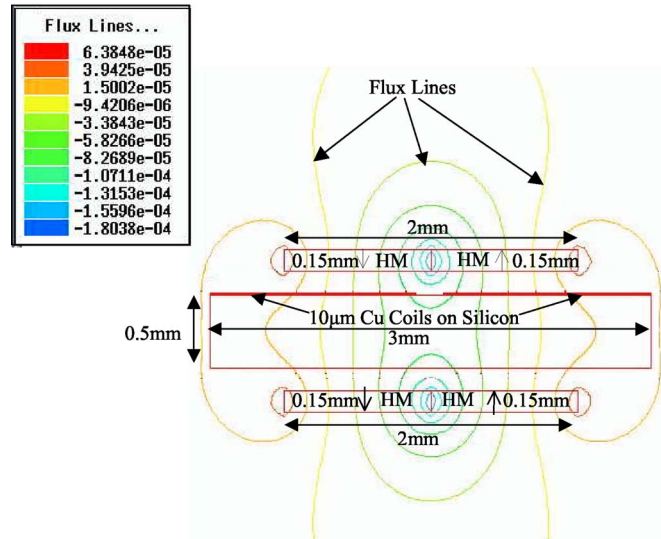 Flux Lines...
6.3848e-05
3.9425e-05
1.5002e-05
-9.4206e-06
-3.3843e-05
-5.8266e-05
-8.2689e-05
-1.0711e-04
-1.3153e-04
-1.5596e-04
-1.8038e-04
Flux Lines
2mm
0.15mm HM HM 0.15mm
10μm Cu Coils on Silicon
0.5mm
3mm
0.15mm HM HM 0.15mm
2mm